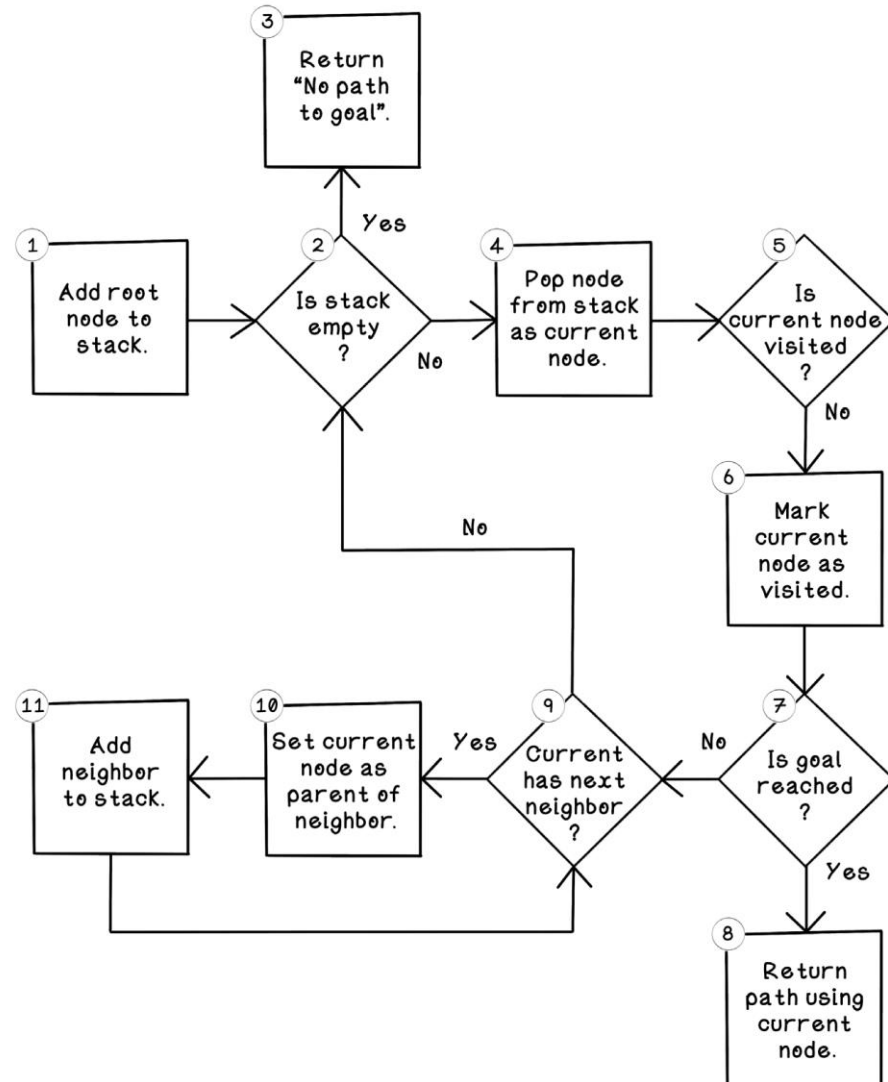 3
Return
“No path
to goal”.
Yes
1
Add root
node to
stack.
2
Is stack
empty
?
No
4
Pop node
from stack
as current
node.
5
Is
current node
visited
?
No
6
Mark
current
node as
visited.
No
11
Add
neighbor
to stack.
10
Set current
node as
parent of
neighbor.
Yes
9
Current
has next
neighbor
?
No
7
Is goal
reached
?
Yes
8
Return
path using
current
node.